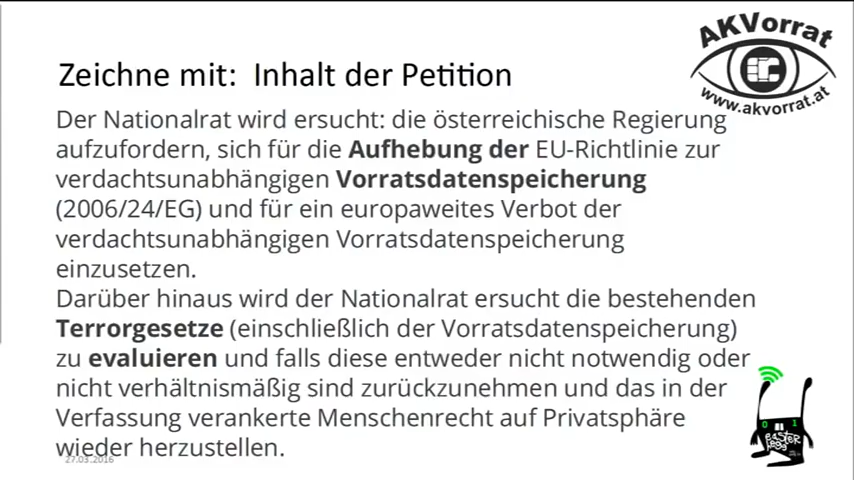 AKVorrat
www.akvorrat.at
Zeichne mit: Inhalt der Petition
Der Nationalrat wird ersucht: die österreichische Regierung
aufzufordern, sich für die Aufhebung der EU-Richtlinie zur
verdachtsunabhängigen Vorratsdatenspeicherung
(2006/24/EG) und für ein europaweites Verbot der
verdachtsunabhängigen Vorratsdatenspeicherung
einzusetzen.
Darüber hinaus wird der Nationalrat ersucht die bestehenden
Terrorgesetze (einschließlich der Vorratsdatenspeicherung)
zu evaluieren und falls diese entweder nicht notwendig oder
nicht verhältnismäßig sind zurückzunehmen und das in der
Verfassung verankerte Menschenrecht auf Privatsphäre
wieder herzustellen.
27.03.2016
0 1
easter
hegg